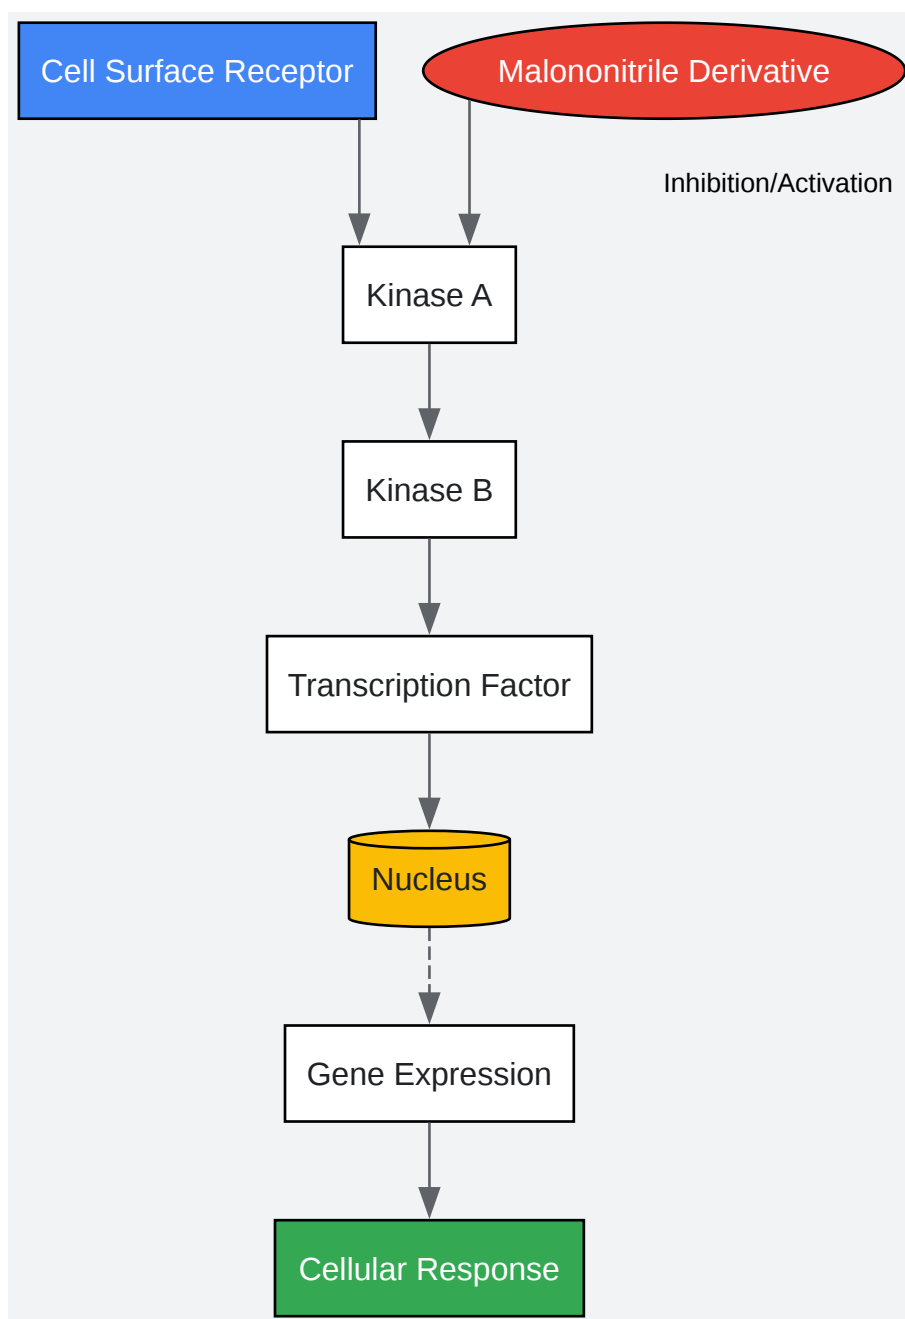 Cell Surface Receptor
Malononitrile Derivative
Inhibition/Activation
Kinase A
Kinase B
Transcription Factor
Nucleus
Gene Expression
Cellular Response